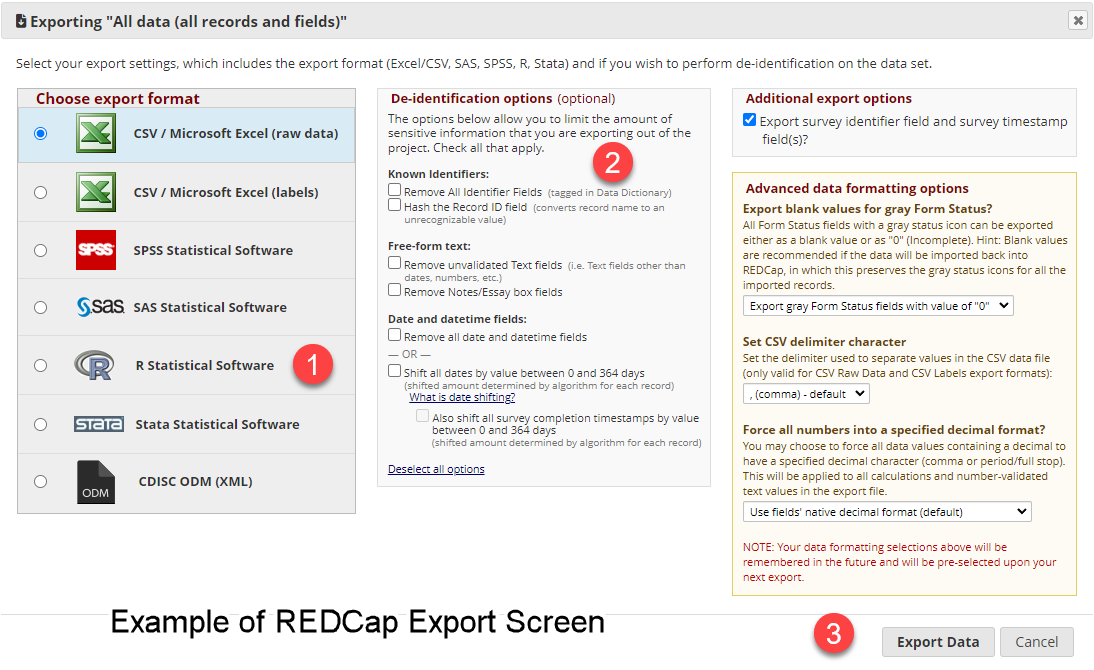 Exporting "All data (all records and fields)"
Select your export settings, which includes the export format (Excel/CSV, SAS, SPSS, R, Stata) and if you wish to perform de-identification on the data set.
Choose export format
CSV / Microsoft Excel (raw data)
CSV / Microsoft Excel (labels)
SPSS
SPSS Statistical Software
sas
SAS Statistical Software
R
R Statistical Software
1
STATA
Stata Statistical Software
ODM
CDISC ODM (XML)
De-identification options (optional)
The options below allow you to limit the amount of
sensitive information that you are exporting out of the
project. Check all that apply.
2
Known Identifiers:
Remove All Identifier Fields (tagged in Data Dictionary)
Hash the Record ID field (converts record name to an
unrecognizable value)
Free-form text:
Remove unvalidated Text fields (i.e. Text fields other than
dates, numbers, etc.)
Remove Notes/Essay box fields
Date and datetime fields:
Remove all date and datetime fields
— OR —
Shift all dates by value between 0 and 364 days
(shifted amount determined by algorithm for each record)
What is date shifting?
Also shift all survey completion timestamps by value
between 0 and 364 days
(shifted amount determined by algorithm for each record)
Deselect all options
Additional export options
Export survey identifier field and survey timestamp
field(s)?
Advanced data formatting options
Export blank values for gray Form Status?
All Form Status fields with a gray status icon can be exported
either as a blank value or as "0" (Incomplete). Hint: Blank values
are recommended if the data will be imported back into
REDCap, in which this preserves the gray status icons for all the
imported records.
Export gray Form Status fields with value of "0"
Set CSV delimiter character
Set the delimiter used to separate values in the CSV data file
(only valid for CSV Raw Data and CSV Labels export formats):
, (comma) - default
Force all numbers into a specified decimal format?
You may choose to force all data values containing a decimal to
have a specified decimal character (comma or period/full stop).
This will be applied to all calculations and number-validated
text values in the export file.
Use fields' native decimal format (default)
NOTE: Your data formatting selections above will be
remembered in the future and will be pre-selected upon your
next export.
Example of REDCap Export Screen
3
Export Data
Cancel